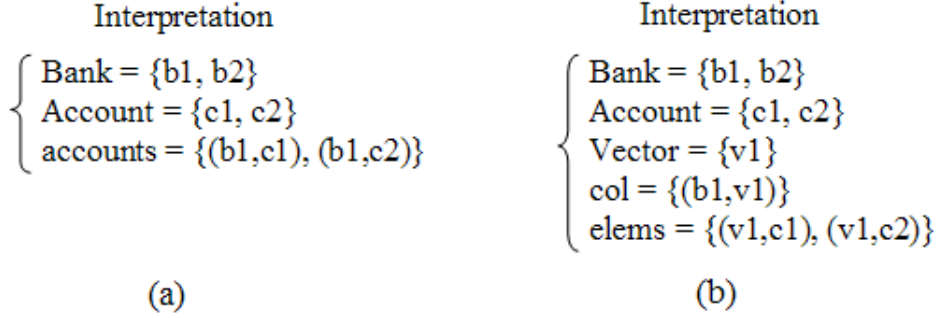 Interpretation
Bank = {b1, b2}
Account = {c1, c2}
accounts = {(b1,c1), (b1,c2)}
(a)
Interpretation
Bank = {b1, b2}
Account = {c1, c2}
Vector = {v1}
col = {(b1,v1)}
elems = {(v1,c1), (v1,c2)}
(b)